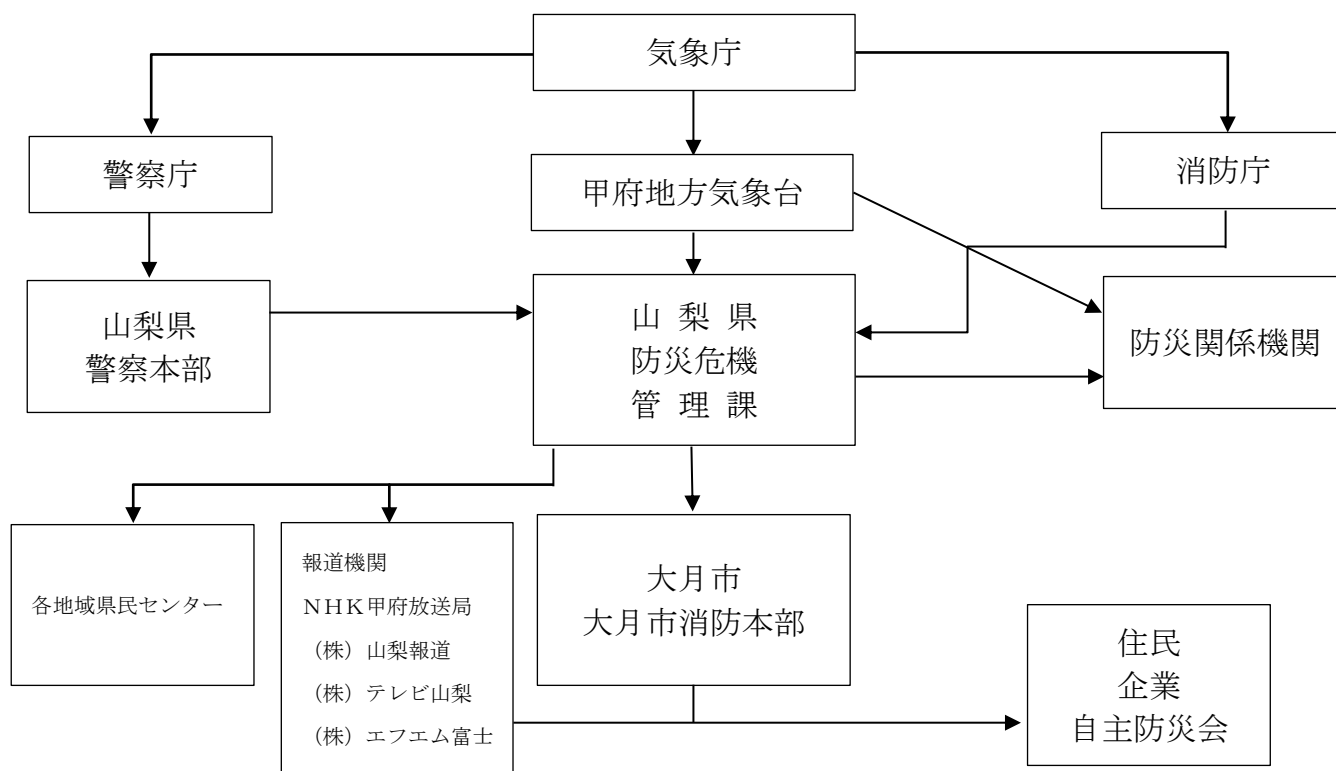 気象庁
警察庁
甲府地方気象台
消防庁
山梨県
警察本部
山 梨 県
防災危機
管 理 課
防災関係機関
各地域県民センター
報道機関
NHK甲府放送局
(株)山梨報道
(株)テレビ山梨
(株)エフエム富士
大月市
大月市消防本部
住民
企業
自主防災会